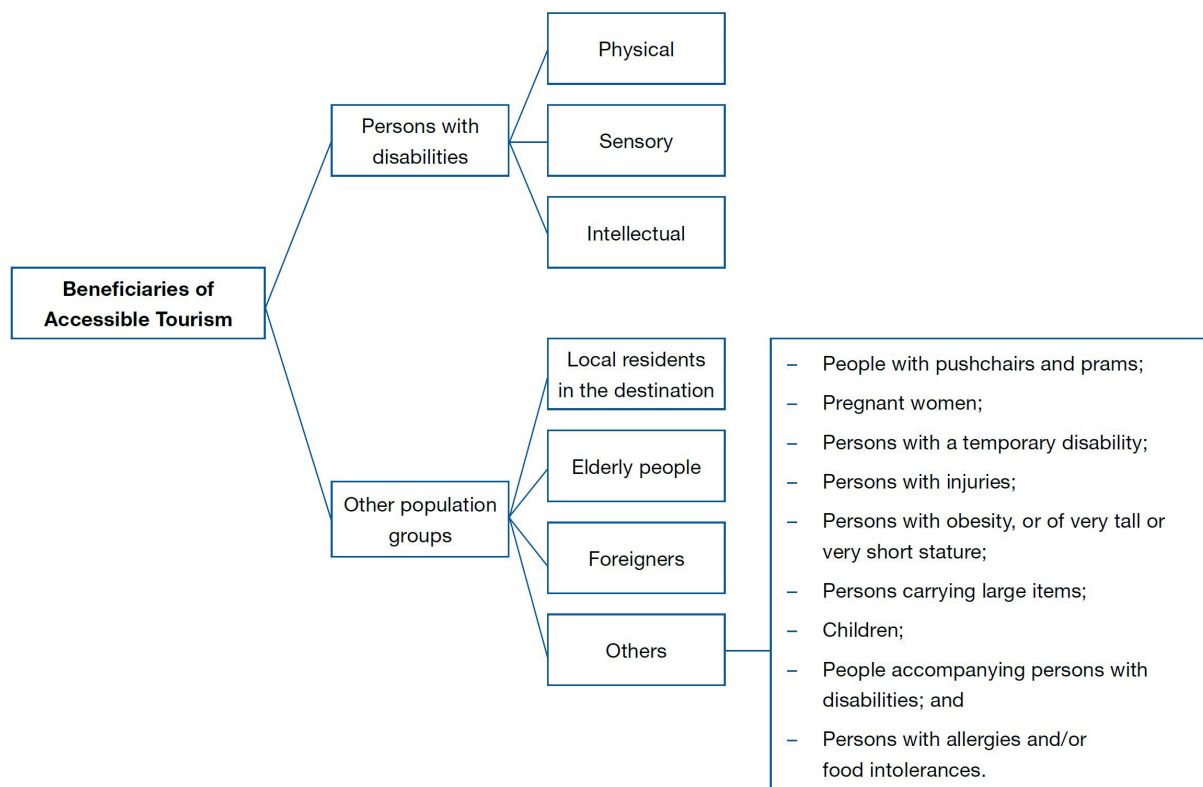 Physical
Persons with
disabilities
Sensory
Intellectual
Beneficiaries of
Accessible Tourism
Local residents
in the destination
Elderly people
Other population
groups
Foreigners
Others
– People with pushchairs and prams;
– Pregnant women;
– Persons with a temporary disability;
– Persons with injuries;
– Persons with obesity, or of very tall or
very short stature;
– Persons carrying large items;
– Children;
– People accompanying persons with
disabilities; and
– Persons with allergies and/or
food intolerances.